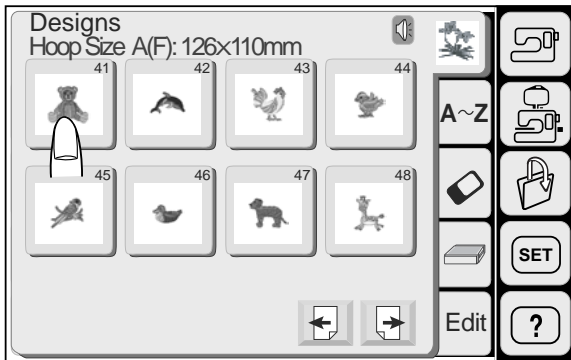 Designs
Hoop Size A(F): 126×110mm
41 42 43 44
A~Z
45 46 47 48
SET
Edit
?